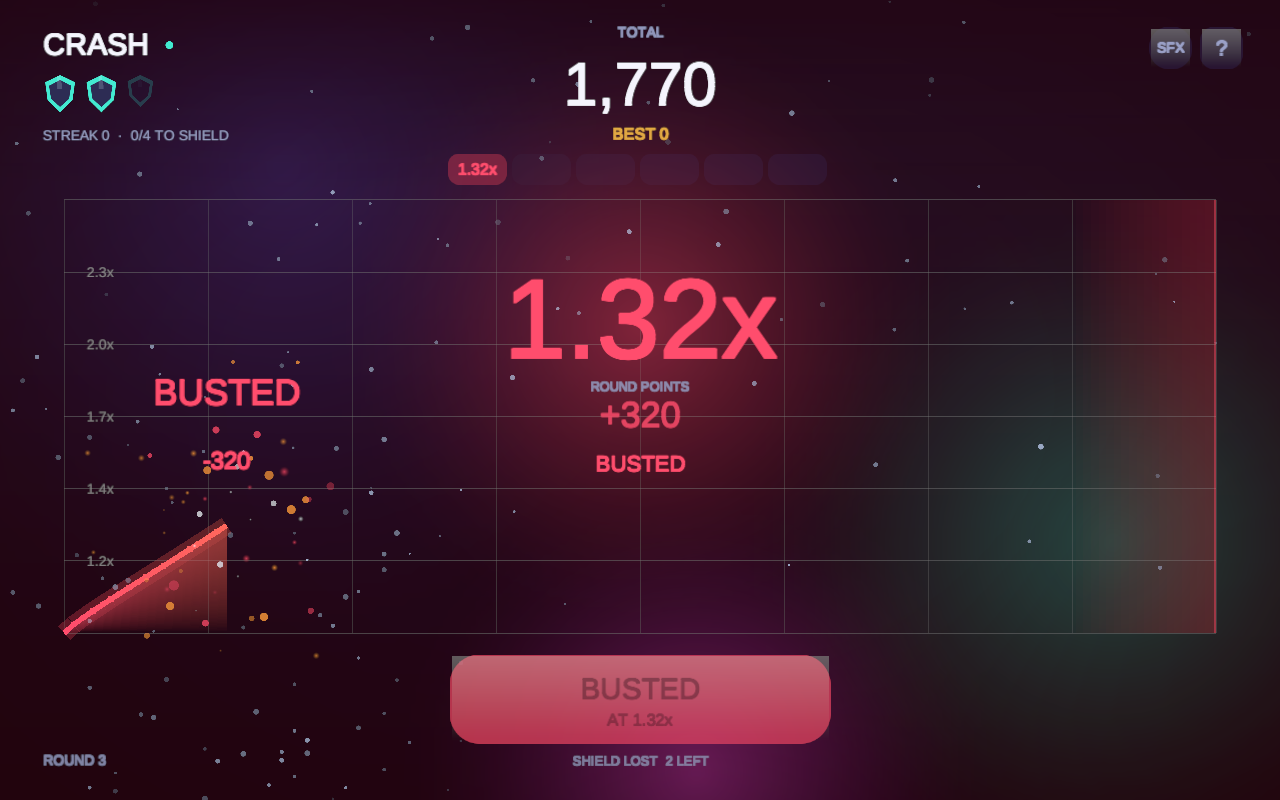 CRASH
STREAK 0 · 0/4 TO SHIELD
TOTAL
1,770
BEST 0
SFX
?
1.32x
2.3x
2.0x
1.7x
1.4x
1.2x
1.32x
ROUND POINTS
+320
BUSTED
BUSTED
-320
BUSTED
AT 1.32x
ROUND 3
SHIELD LOST 2 LEFT